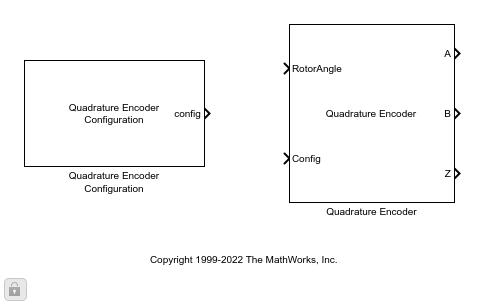 Quadrature Encoder
Configuration
config
Quadrature Encoder
Configuration
RotorAngle
Config
Quadrature Encoder
A
B
Z
Quadrature Encoder
Copyright 1999-2022 The MathWorks, Inc.